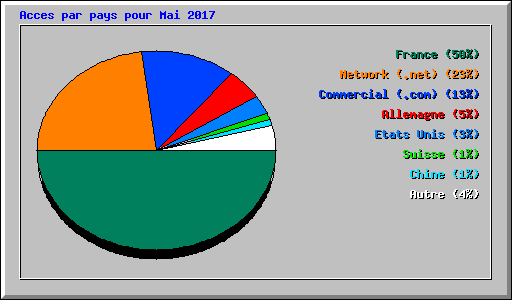 Acces par pays pour Mai 2017
France (50%)
Network (.net) (23%)
Commercial (.com) (13%)
Allemagne (5%)
Etats Unis (3%)
Suisse (1%)
Chine (1%)
Autre (4%)